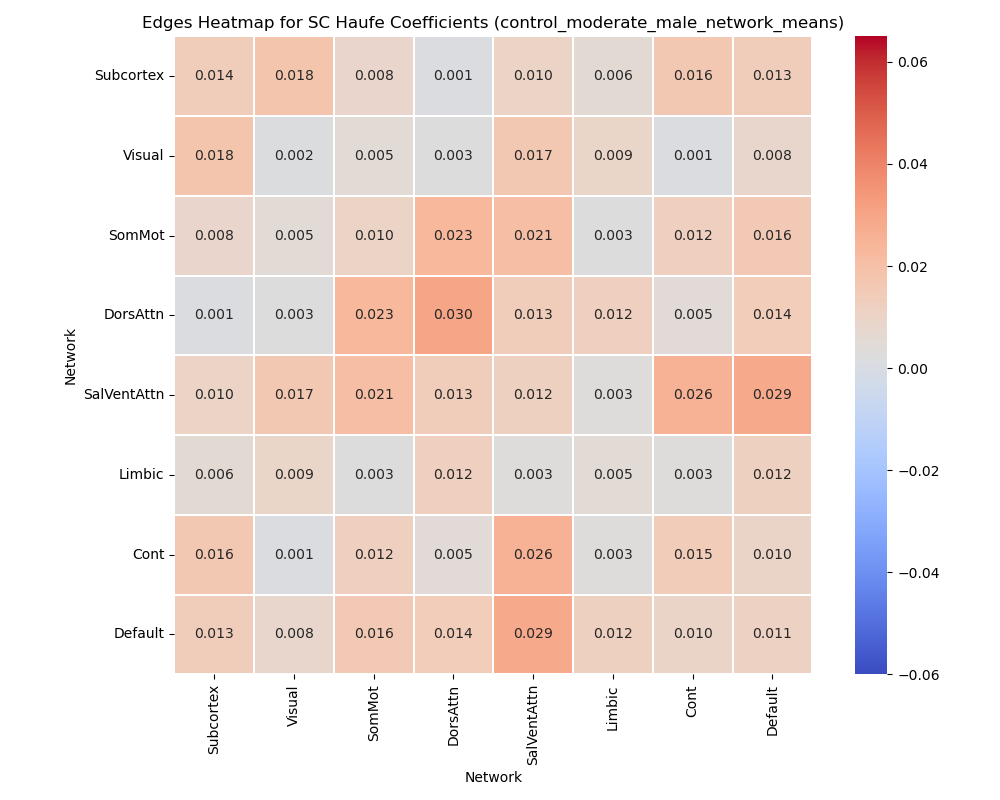 Edges Heatmap for SC Haufe Coefficients (control_moderate_male_network_means)
Subcortex 0.014 0.018 0.008 0.001 0.010 0.006 0.016 0.013
Visual 0.018 0.002 0.005 0.003 0.017 0.009 0.001 0.008
SomMot 0.008 0.005 0.010 0.023 0.021 0.003 0.012 0.016
DorsAttn 0.001 0.003 0.023 0.030 0.013 0.012 0.005 0.014
SalVentAttn 0.010 0.017 0.021 0.013 0.012 0.003 0.026 0.029
Limbic 0.006 0.009 0.003 0.012 0.003 0.005 0.003 0.012
Cont 0.016 0.001 0.012 0.005 0.026 0.003 0.015 0.010
Default 0.013 0.008 0.016 0.014 0.029 0.012 0.010 0.011
Network
Subcortex Visual SomMot DorsAttn SalVentAttn Limbic Cont Default
Network
0.06
0.04
0.02
0.00
−0.02
−0.04
−0.06